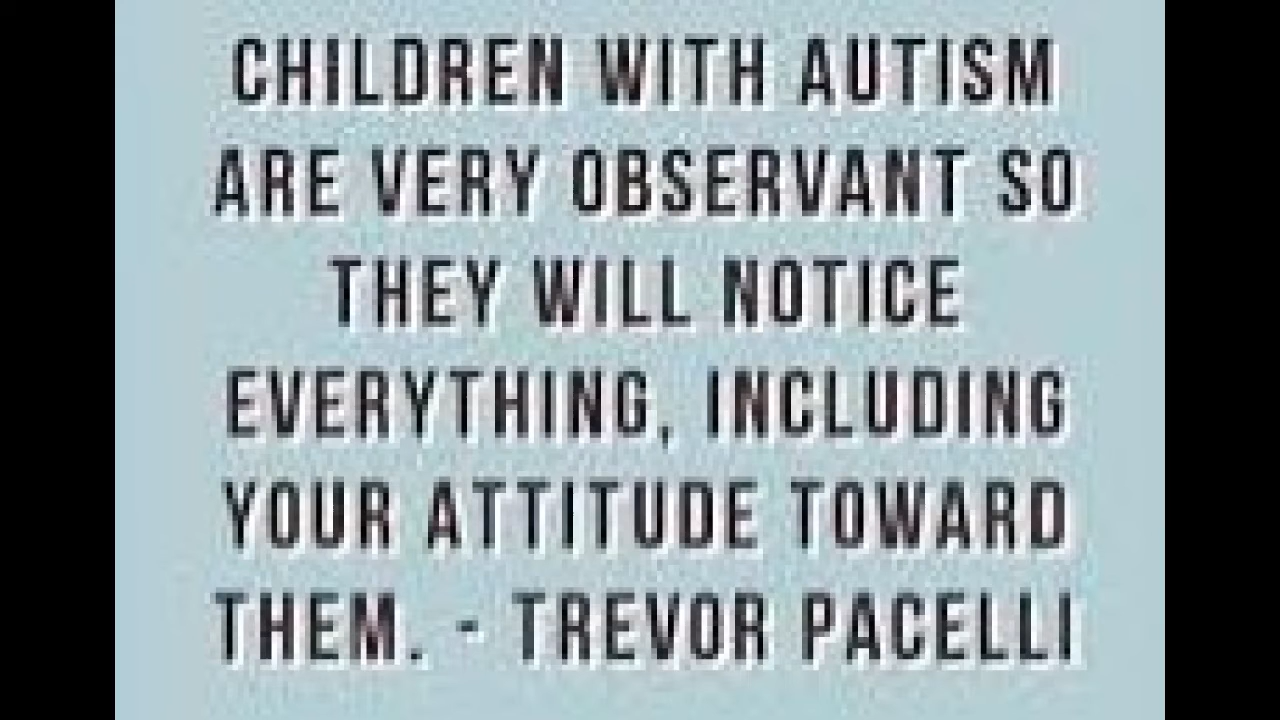 CHILDREN WITH AUTISM
ARE VERY OBSERVANT SO
THEY WILL NOTICE
EVERYTHING, INCLUDING
YOUR ATTITUDE TOWARD
THEM. - TREVOR PACELLI